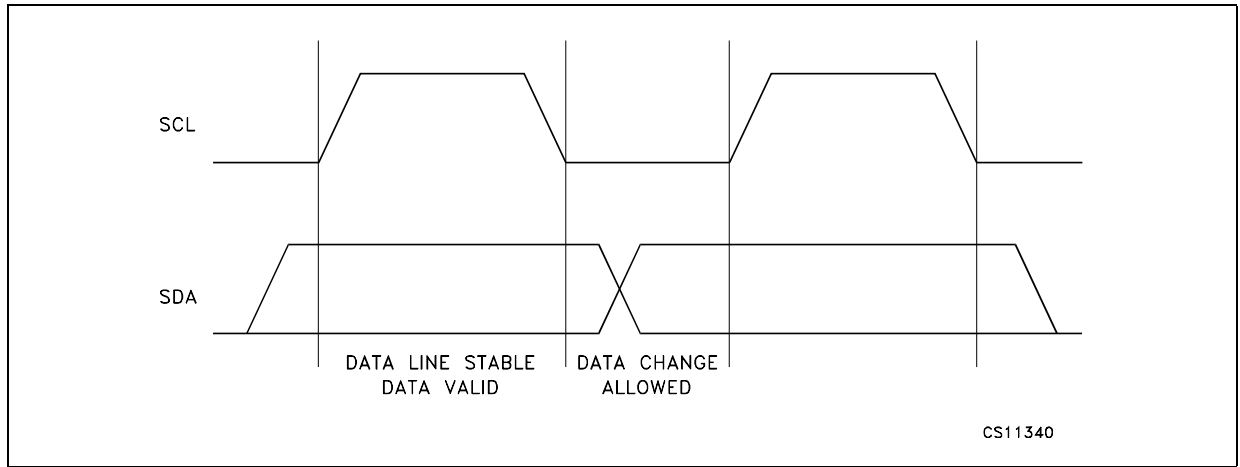 SCL
SDA
DATA LINE STABLE
DATA VALID
DATA CHANGE
ALLOWED
CS11340